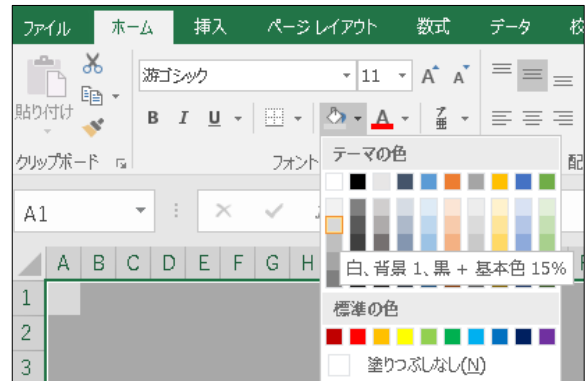 ファイル ホーム 挿入 ページ レイアウト 数式 データ 校
游ゴシック 11 A A
貼り付け
B I U A 亜
クリップボード フォント 配
テーマの色
A1
白、背景 1、黒 + 基本色 15%
A B C D E F G H
標準の色
1
2
塗りつぶしなし(N)
3